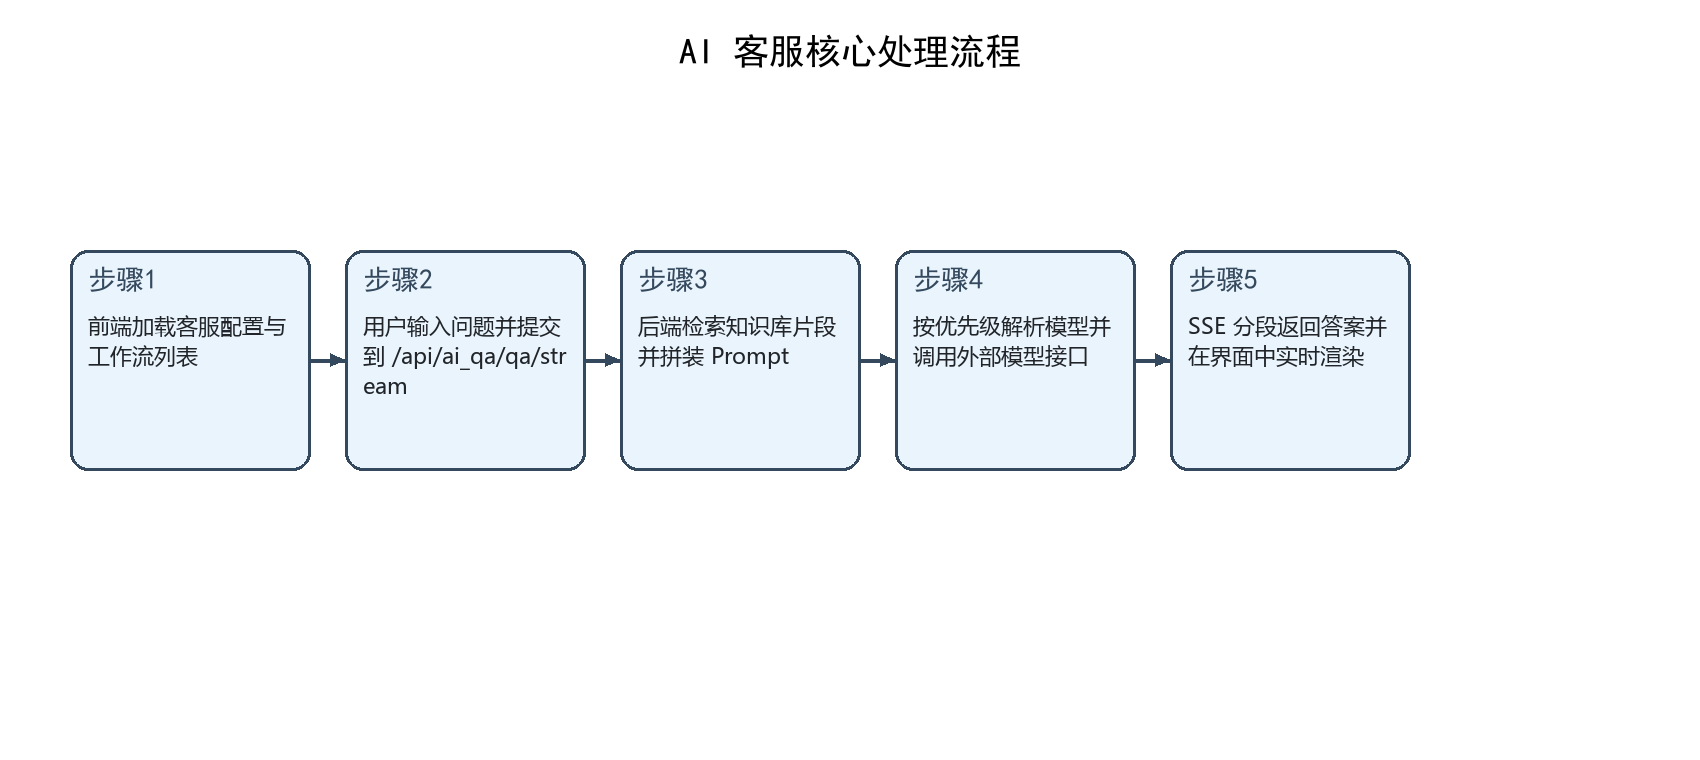 AI 客服核心处理流程
步骤1
前端加载客服配置与
工作流列表
步骤2
用户输入问题并提交
到 /api/ai_qa/qa/str
eam
步骤3
后端检索知识库片段
并拼装 Prompt
步骤4
按优先级解析模型并
调用外部模型接口
步骤5
SSE 分段返回答案并
在界面中实时渲染